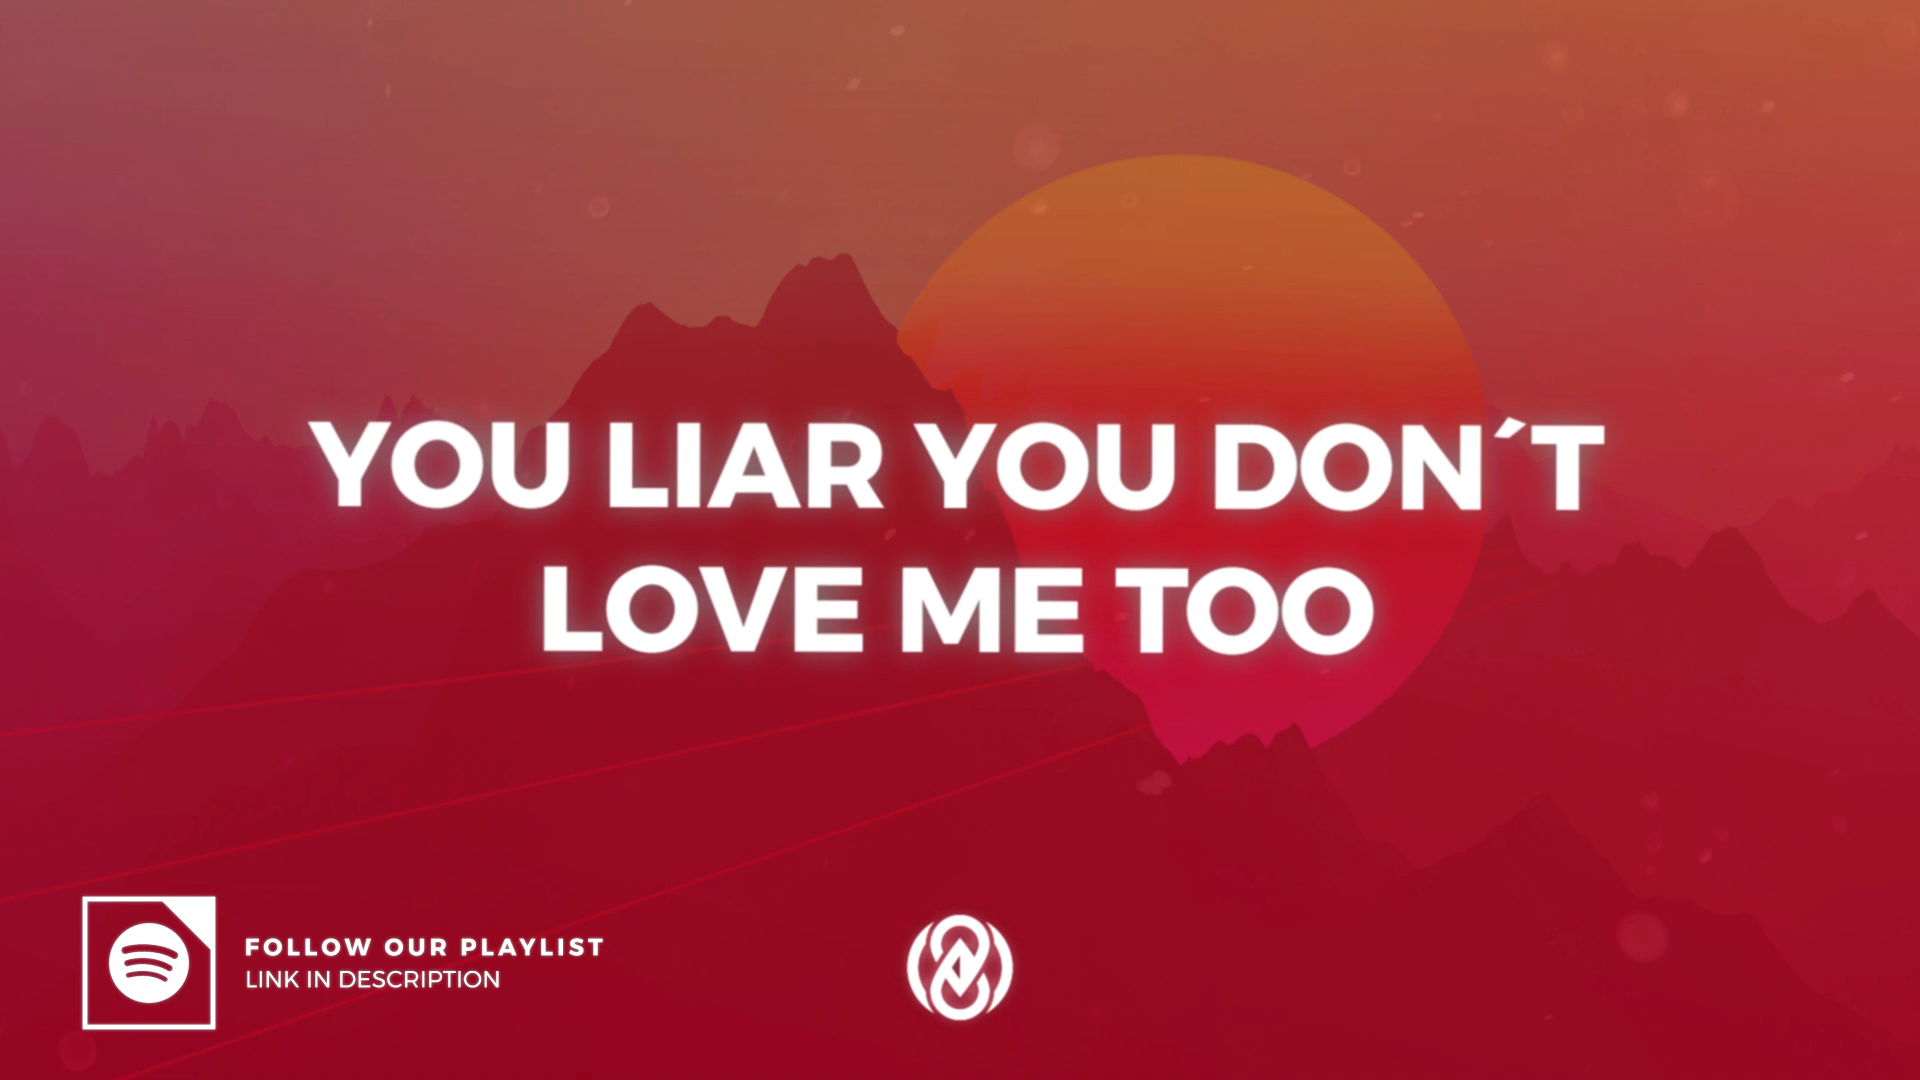 YOU LIAR YOU DON´T
LOVE ME TOO
FOLLOW OUR PLAYLIST
LINK IN DESCRIPTION